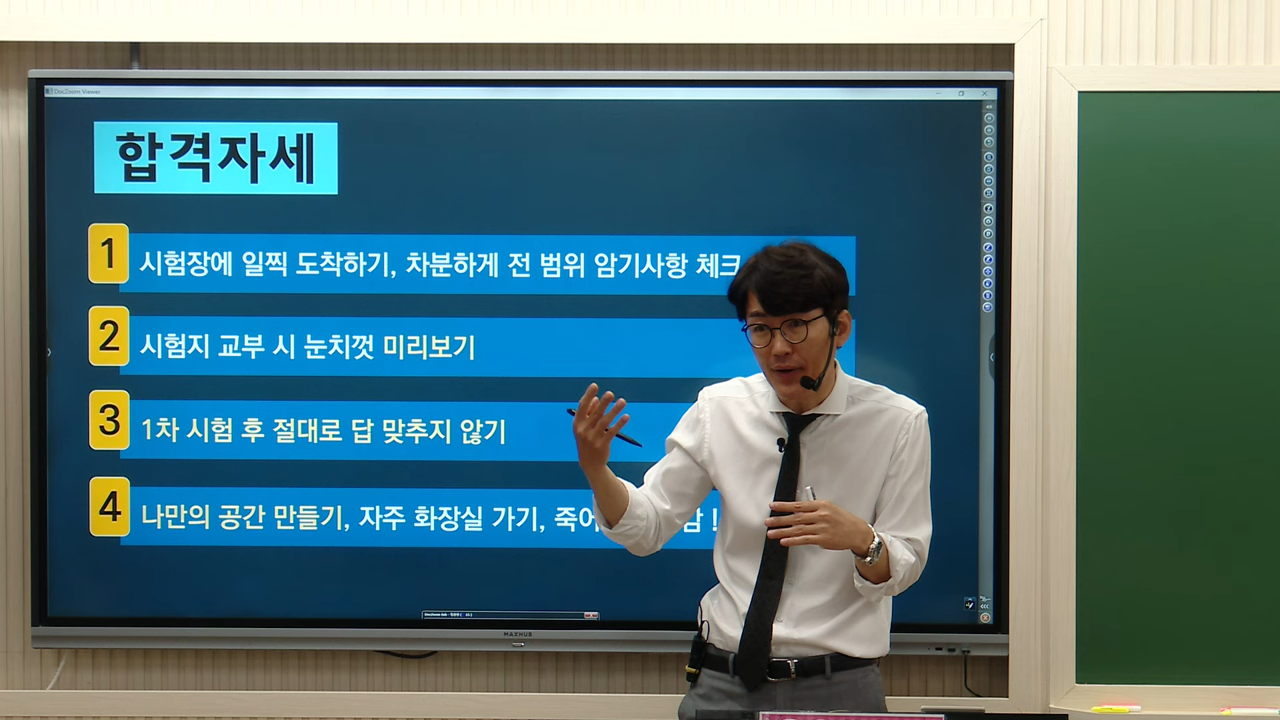 DocZoom Viewer
합격자세
1 시험장에 일찍 도착하기, 차분하게 전 범위 암기사항 체크
2 시험지 교부 시 눈치껏 미리보기
3 1차 시험 후 절대로 답 맞추지 않기
4 나만의 공간 만들기, 자주 화장실 가기, !
MAXHUB